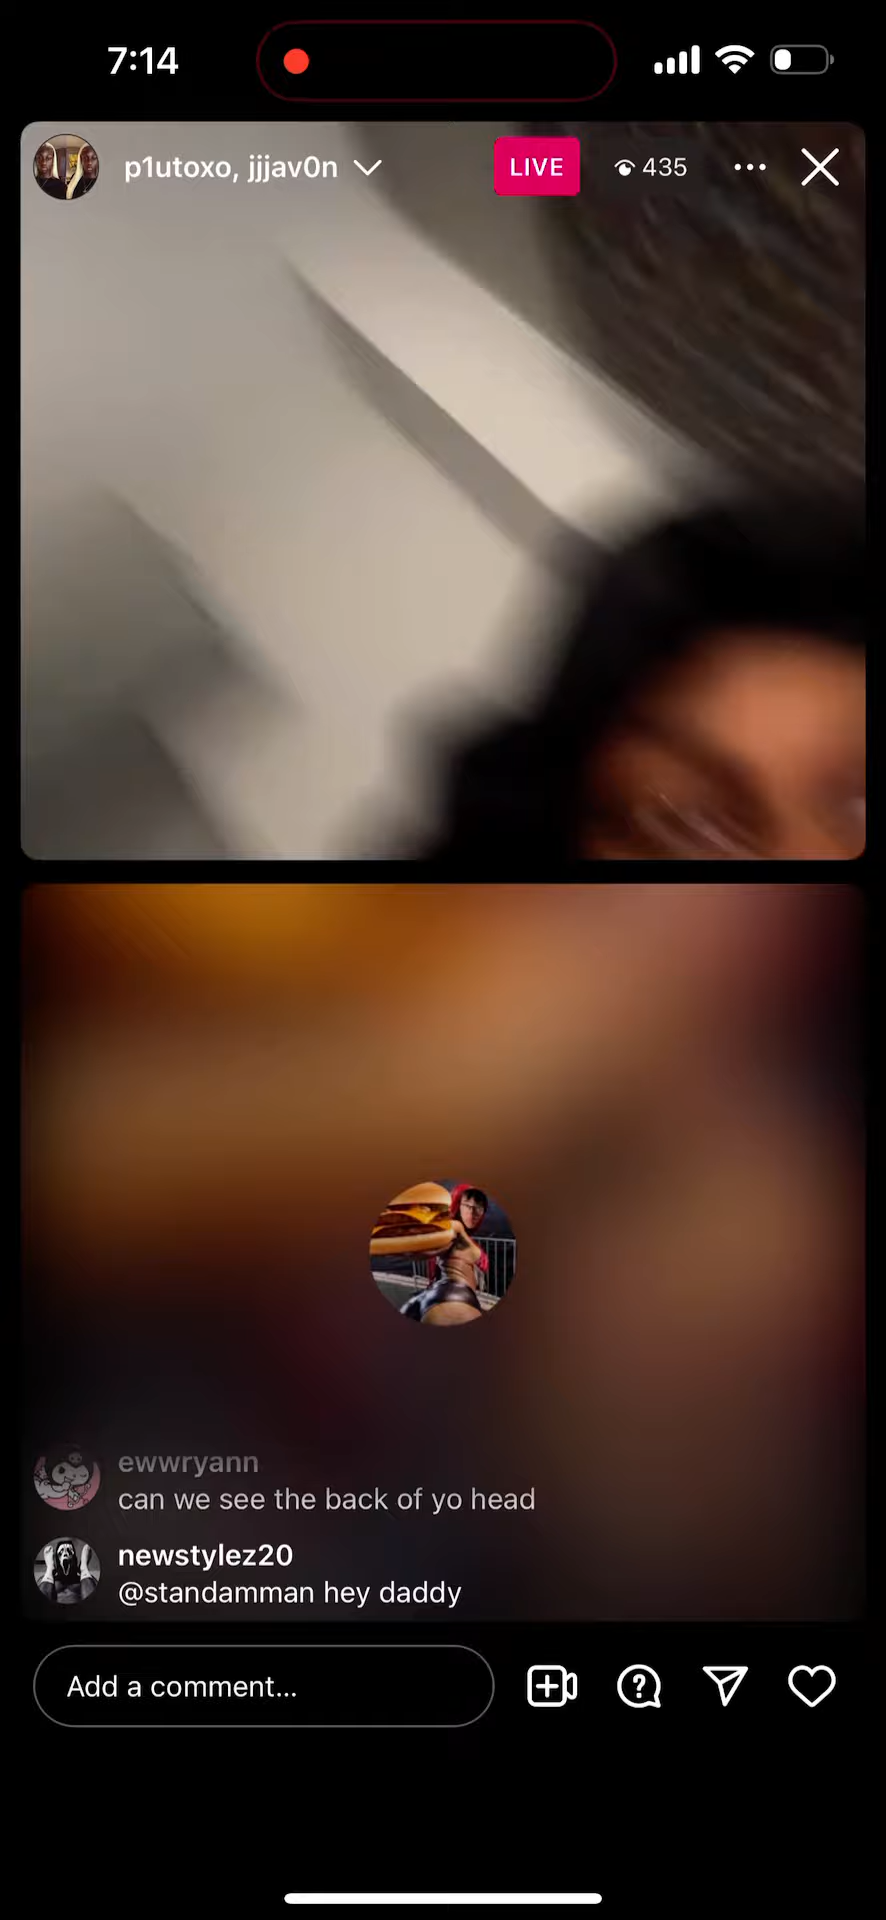 7:14
p1utoxo, jjjav0n
LIVE
435
ewwryann
can we see the back of yo head
newstylez20
@standamman hey daddy
Add a comment...